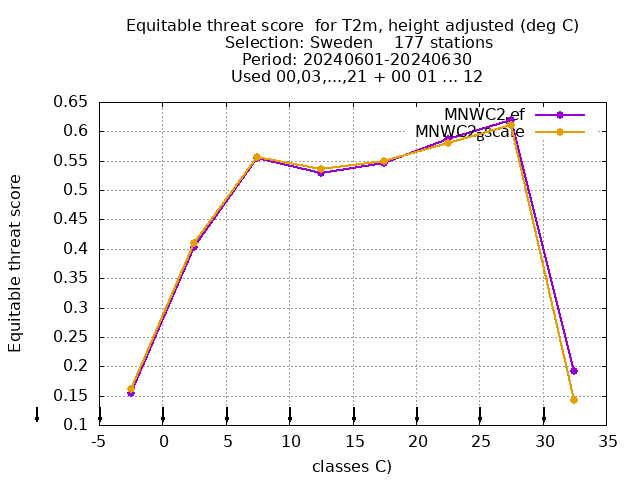 Equitable threat score  for T2m, height adjusted (deg C)
Selection: Sweden    177 stations
Period: 20240601-20240630
Used 00,03,...,21 + 00 01 ... 12
0.65
0.6
0.55
0.5
0.45
0.4
0.35
0.3
0.25
0.2
0.15
0.1
Equitable threat score
-5 0 5 10 15 20 25 30 35
classes C)